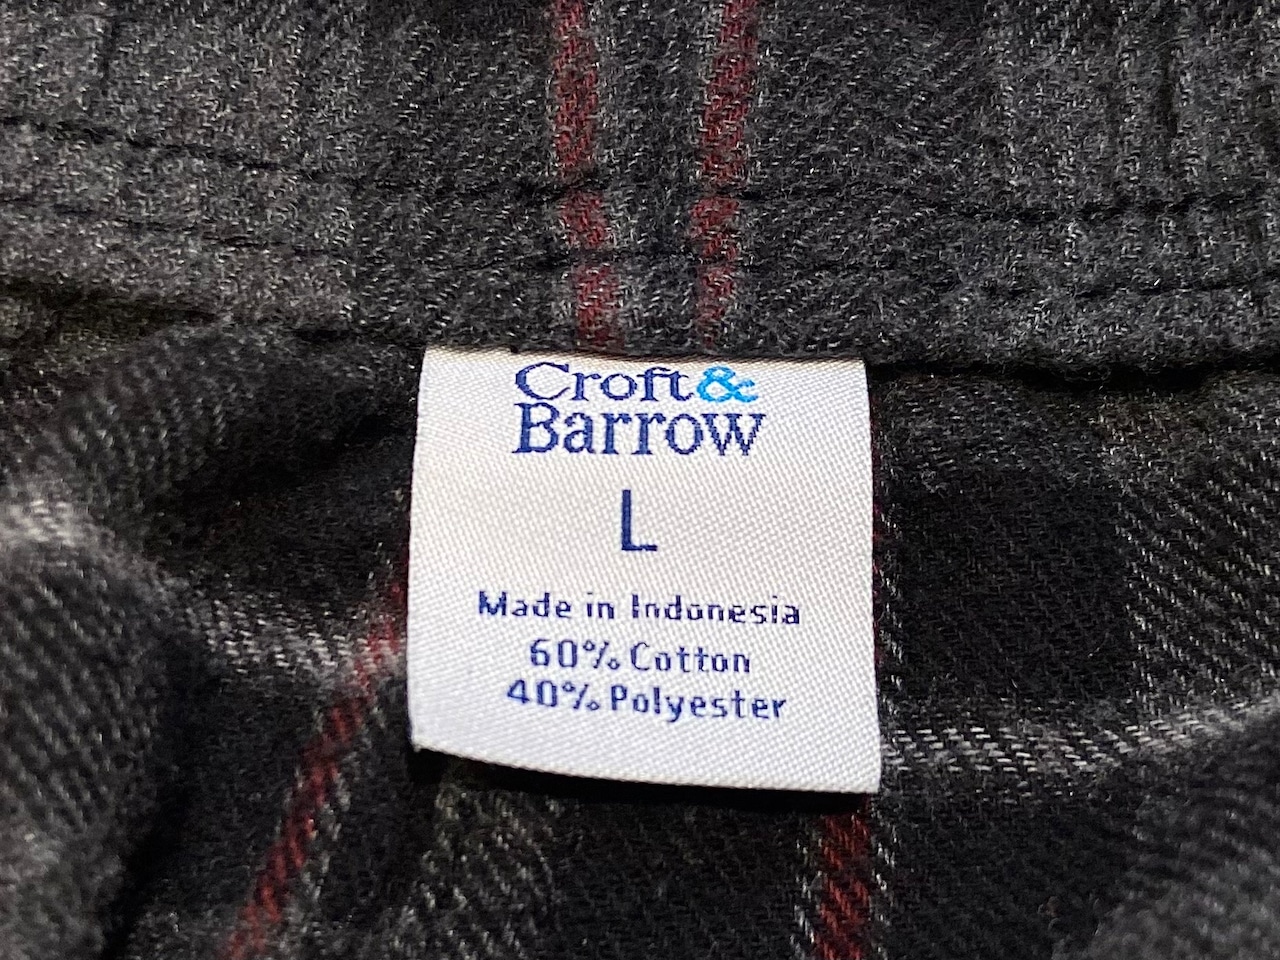 Croft&
Barrow
L
Made in Indonesia
60% Cotton
40% Polyester